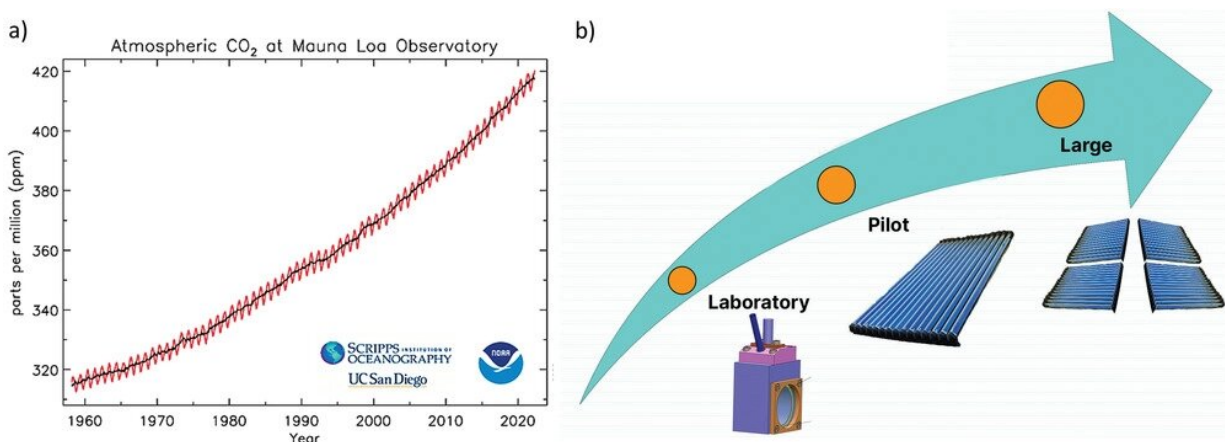 a)
Atmospheric CO₂ at Mauna Loa Observatory
420
400
380
360
340
320
parts per million (ppm)
1960 1970 1980 1990 2000 2010 2020
Year
SCRIPPS INSTITUTION OF
OCEANOGRAPHY
UC San Diego
NOAA
b)
Large
Pilot
Laboratory